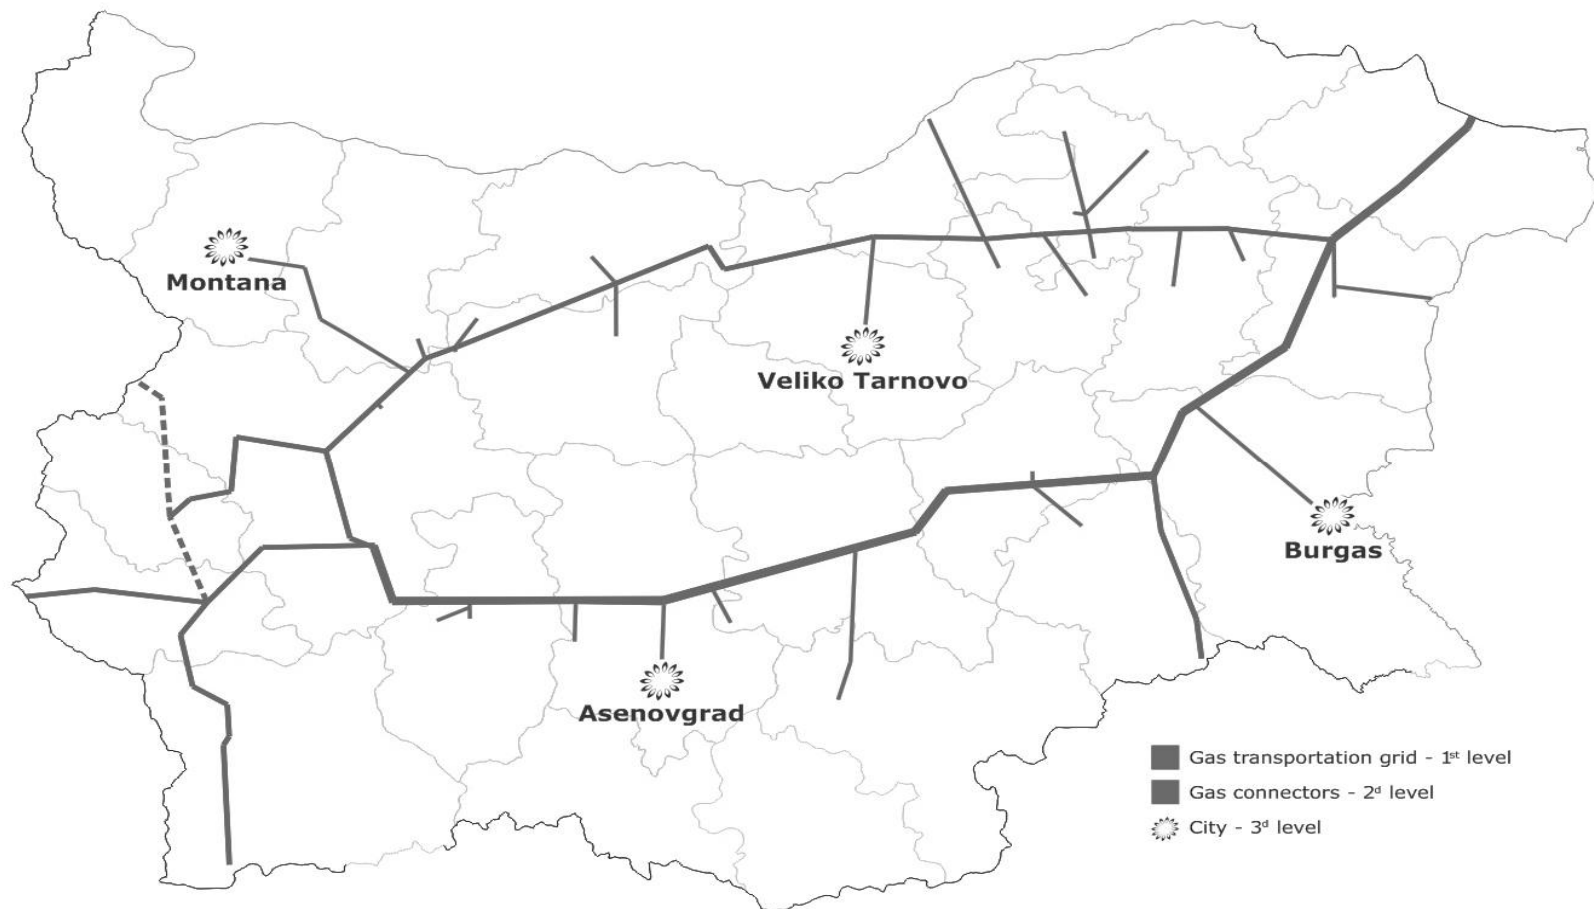 Montana
Veliko Tarnovo
Burgas
Asenovgrad
Gas transportation grid - 1st level
Gas connectors - 2d level
City - 3d level